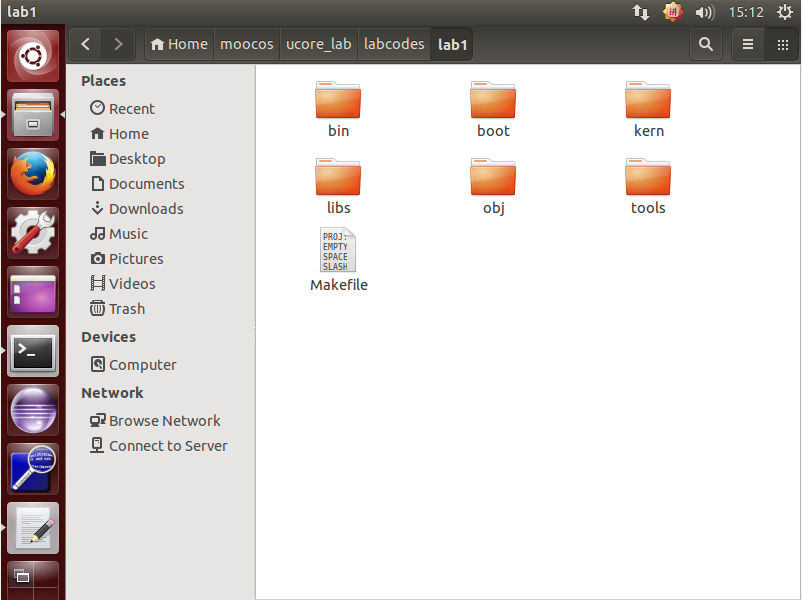 lab1
拼
15:12
Home
moocos
ucore_lab
labcodes
lab1
Places
Recent
Home
Desktop
Documents
Downloads
Music
Pictures
Videos
Trash
Devices
Computer
Network
Browse Network
Connect to Server
bin
boot
kern
libs
obj
tools
PROJ:
EMPTY
SPACE
SLASH
Makefile